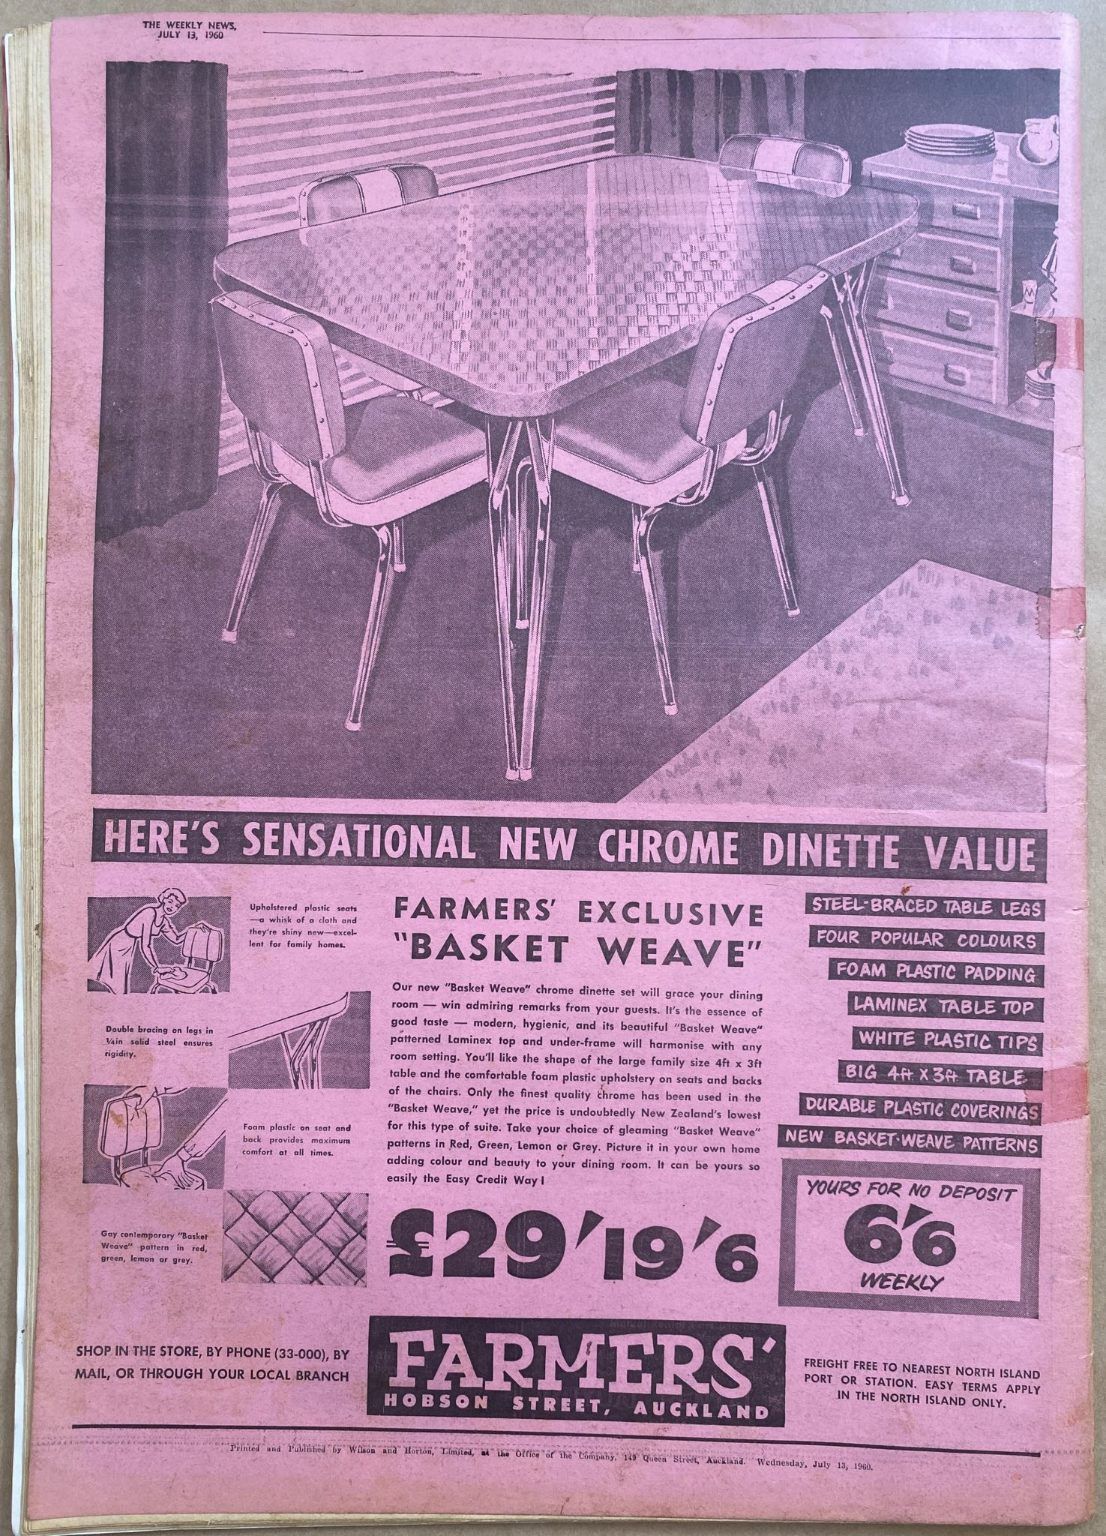 THE WEEKLY NEWS,
JULY 13, 1960
HERE'S SENSATIONAL NEW CHROME DINETTE VALUE
Upholstered plastic seats
—a whisk of a cloth and
they're shiny new—excel-
lent for family homes.
Double bracing on legs in
¼in solid steel ensures
rigidity.
Foam plastic on seat and
back provides maximum
comfort at all times.
Gay contemporary "Basket
Weave" pattern in red,
green, lemon or grey.
FARMERS' EXCLUSIVE
"BASKET WEAVE"
Our new "Basket Weave" chrome dinette set will grace your dining
room — win admiring remarks from your guests. It's the essence of
good taste — modern, hygienic, and its beautiful "Basket Weave"
patterned Laminex top and under-frame will harmonise with any
room setting. You'll like the shape of the large family size 4ft x 3ft
table and the comfortable foam plastic upholstery on seats and backs
of the chairs. Only the finest quality chrome has been used in the
"Basket Weave," yet the price is undoubtedly New Zealand's lowest
for this type of suite. Take your choice of gleaming "Basket Weave"
patterns in Red, Green, Lemon or Grey. Picture it in your own home
adding colour and beauty to your dining room. It can be yours so
easily the Easy Credit Way!
£29'19'6
STEEL-BRACED TABLE LEGS
FOUR POPULAR COLOURS
FOAM PLASTIC PADDING
LAMINEX TABLE TOP
WHITE PLASTIC TIPS
BIG 4ft X 3ft TABLE
DURABLE PLASTIC COVERINGS
NEW BASKET-WEAVE PATTERNS
YOURS FOR NO DEPOSIT
6'6
WEEKLY
SHOP IN THE STORE, BY PHONE (33-000), BY
MAIL, OR THROUGH YOUR LOCAL BRANCH
FARMERS'
HOBSON STREET, AUCKLAND
FREIGHT FREE TO NEAREST NORTH ISLAND
PORT OR STATION. EASY TERMS APPLY
IN THE NORTH ISLAND ONLY.
Printed and Published by Wilson and Horton, Limited, at the Office of the Company, 149 Queen Street, Auckland. Wednesday, July 13, 1960.